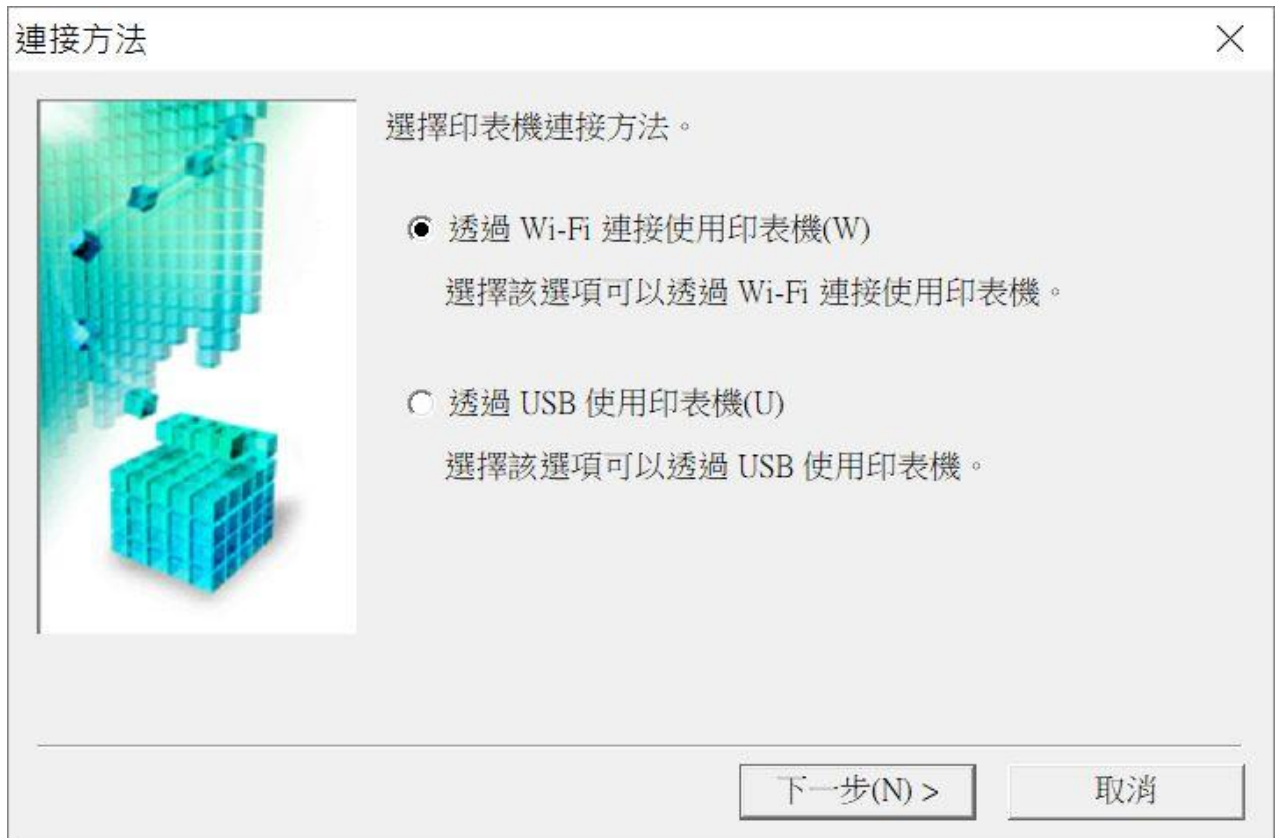 連接方法
選擇印表機連接方法。
透過 Wi-Fi 連接使用印表機(W)
選擇該選項可以透過 Wi-Fi 連接使用印表機。
透過 USB 使用印表機(U)
選擇該選項可以透過 USB 使用印表機。
下一步(N) >
取消